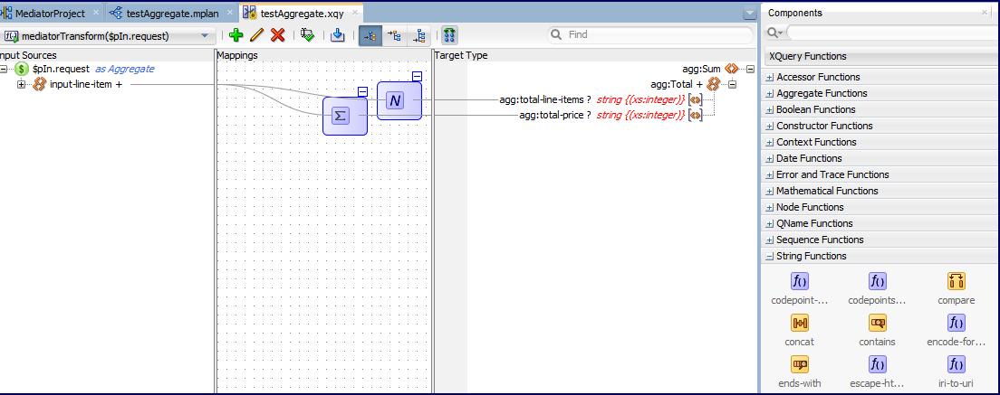 MediatorProject
testAggregate.mplan
testAggregate.xqy
Components
mediatorTransform($pIn.request)
Find
nput Sources
Mappings
Target Type
$pIn.request as Aggregate
input-line-item +
Σ
N
agg:Sum
agg:Total +
agg:total-line-items ? string {(xs:integer)}
agg:total-price ? string {(xs:integer)}
XQuery Functions
Accessor Functions
Aggregate Functions
Boolean Functions
Constructor Functions
Context Functions
Date Functions
Error and Trace Functions
Mathematical Functions
Node Functions
QName Functions
Sequence Functions
String Functions
codepoint-...
codepoints...
compare
concat
contains
encode-for...
ends-with
escape-ht...
iri-to-uri